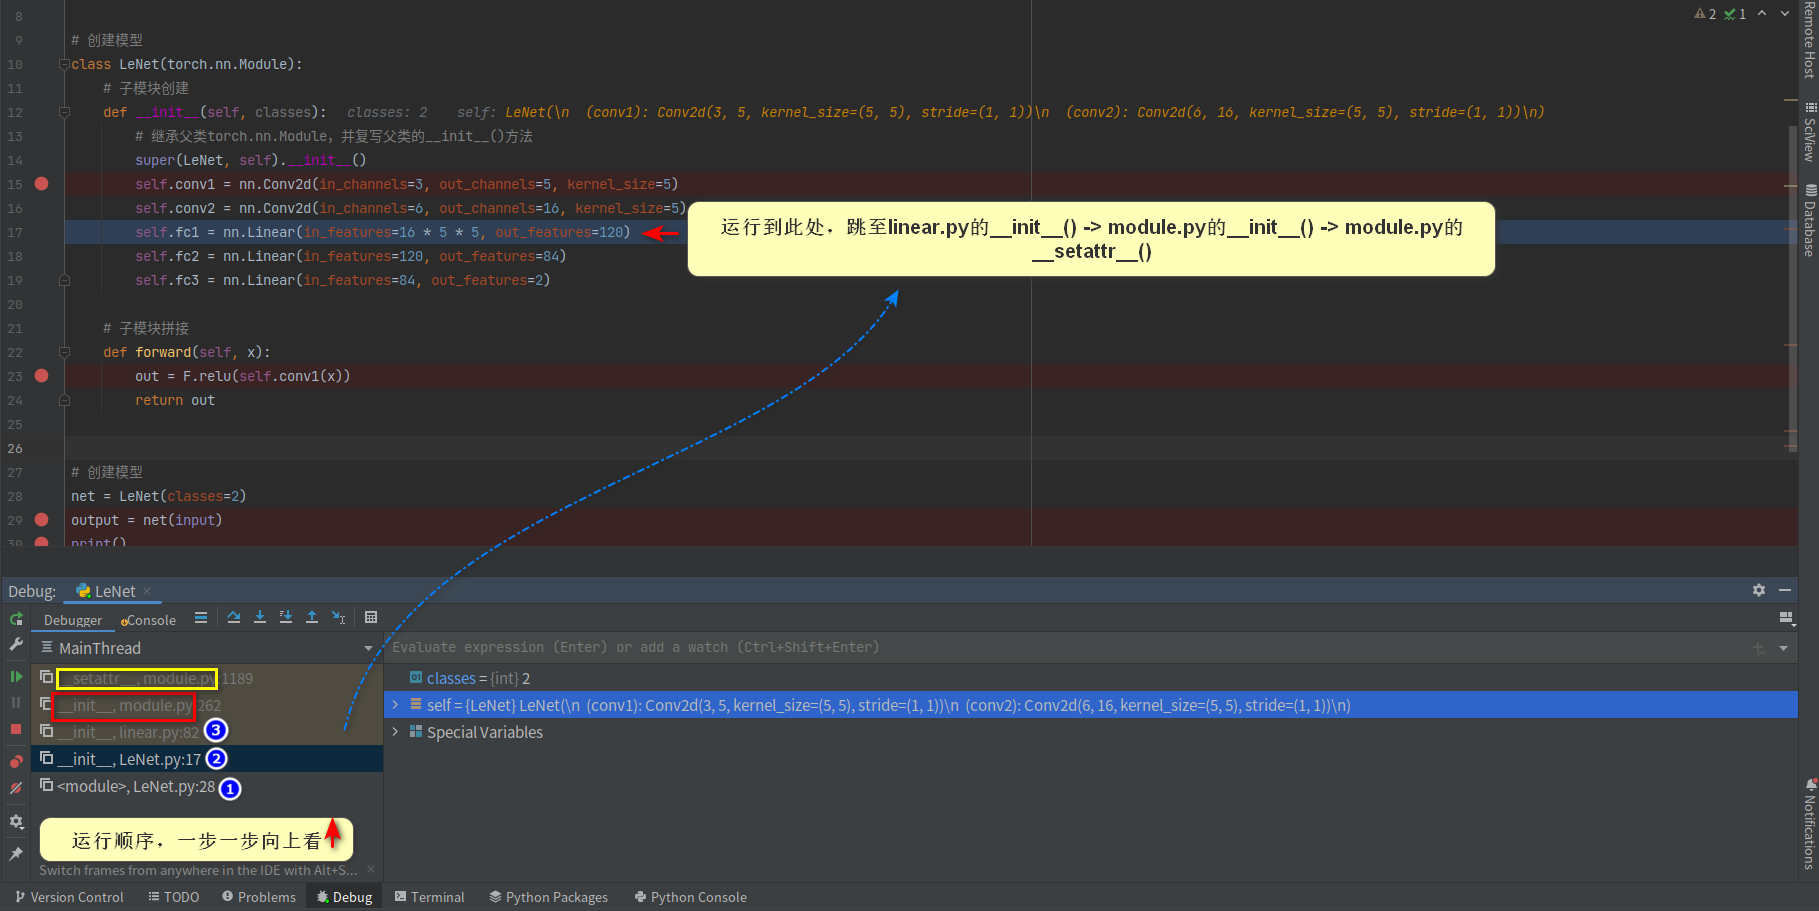 2 1
8
9 # 创建模型
10 class LeNet(torch.nn.Module):
11 # 子模块创建
12 def __init__(self, classes): classes: 2 self: LeNet(\n (conv1): Conv2d(3, 5, kernel_size=(5, 5), stride=(1, 1))\n (conv2): Conv2d(6, 16, kernel_size=(5, 5), stride=(1, 1))\n)
13 # 继承父类torch.nn.Module，并复写父类的__init__()方法
14 super(LeNet, self).__init__()
15 self.conv1 = nn.Conv2d(in_channels=3, out_channels=5, kernel_size=5)
16 self.conv2 = nn.Conv2d(in_channels=6, out_channels=16, kernel_size=5)
17 self.fc1 = nn.Linear(in_features=16 * 5 * 5, out_features=120)
运行到此处，跳至linear.py的__init__() -> module.py的__init__() -> module.py的
__setattr__()
18 self.fc2 = nn.Linear(in_features=120, out_features=84)
19 self.fc3 = nn.Linear(in_features=84, out_features=2)
20
21 # 子模块拼接
22 def forward(self, x):
23 out = F.relu(self.conv1(x))
24 return out
25
26
27 # 创建模型
28 net = LeNet(classes=2)
29 output = net(input)
30 print()
Remote Host
SciView
Database
Notifications
Debug: LeNet
Debugger Console
MainThread
Evaluate expression (Enter) or add a watch (Ctrl+Shift+Enter)
__setattr__, module.py:1189
__init__, module.py:262
__init__, linear.py:82 3
__init__, LeNet.py:17 2
<module>, LeNet.py:28 1
classes = {int} 2
self = {LeNet} LeNet(\n (conv1): Conv2d(3, 5, kernel_size=(5, 5), stride=(1, 1))\n (conv2): Conv2d(6, 16, kernel_size=(5, 5), stride=(1, 1))\n)
Special Variables
运行顺序，一步一步向上看
Switch frames from anywhere in the IDE with Alt+S...
Version Control TODO Problems Debug Terminal Python Packages Python Console